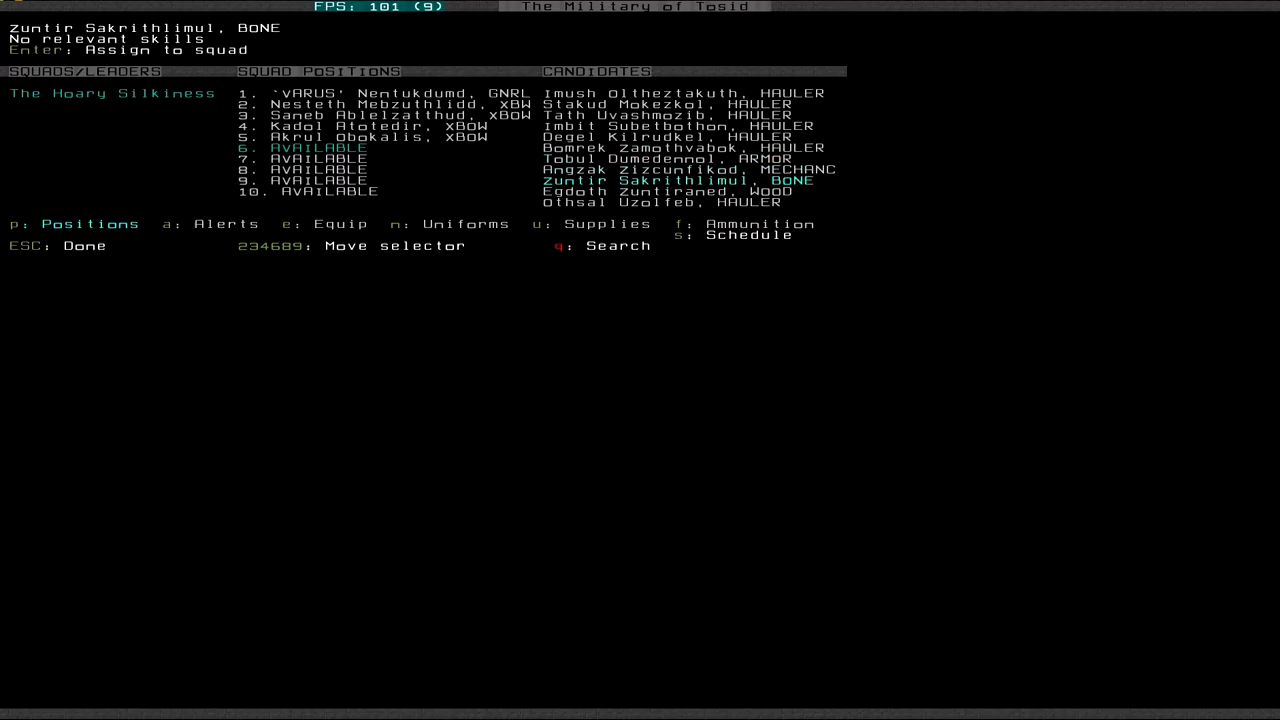 FPS: 101 (9) The Military of Tosid
Zuntir Sakrithlimul, BONE
No relevant skills
Enter: Assign to squad
SQUADS/LEADERS SQUAD POSITIONS CANDIDATES
The Hoary Silkiness 1. `VARUS' Nentukdumd, GNRL Imush Oltheztakuth, HAULER
2. Nesteth Mebzuthlidd, xBW Stakud Mokezkol, HAULER
3. Saneb Ablelzatthud, xBOW Tath Uvashmozib, HAULER
4. Kadol Atotedir, xBOW Imbit Subetbothon, HAULER
5. Akrul Obokalis, xBOW Degel Kilrudkel, HAULER
6. AVAILABLE Bomrek Zamothvabok, HAULER
7. AVAILABLE Tobul Dumedennol, ARMOR
8. AVAILABLE Angzak Zizcunfikod, MECHANC
9. AVAILABLE Zuntir Sakrithlimul, BONE
10. AVAILABLE Egdoth Zuntiraned, WOOD
Othsal Uzolfeb, HAULER
p: Positions a: Alerts e: Equip n: Uniforms u: Supplies f: Ammunition
s: Schedule
ESC: Done 234689: Move selector q: Search